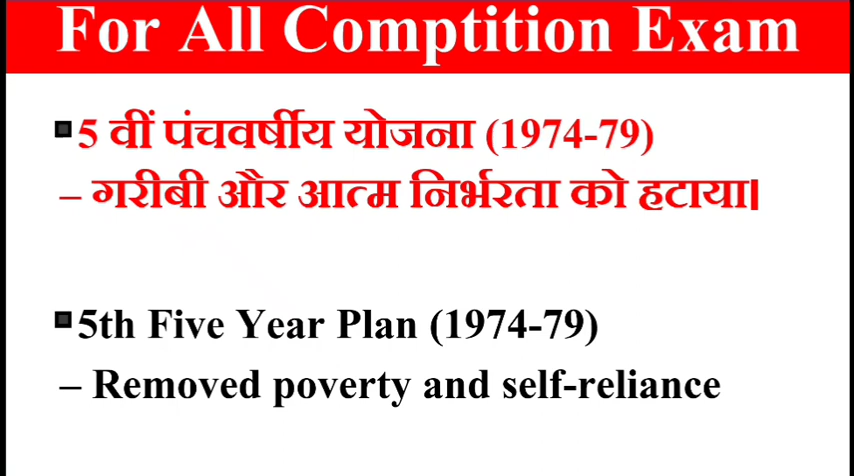 For All Comptition Exam
5 वीं पंचवर्षीय योजना (1974-79)
– गरीबी और आत्म निर्भरता को हटाया।
5th Five Year Plan (1974-79)
– Removed poverty and self-reliance